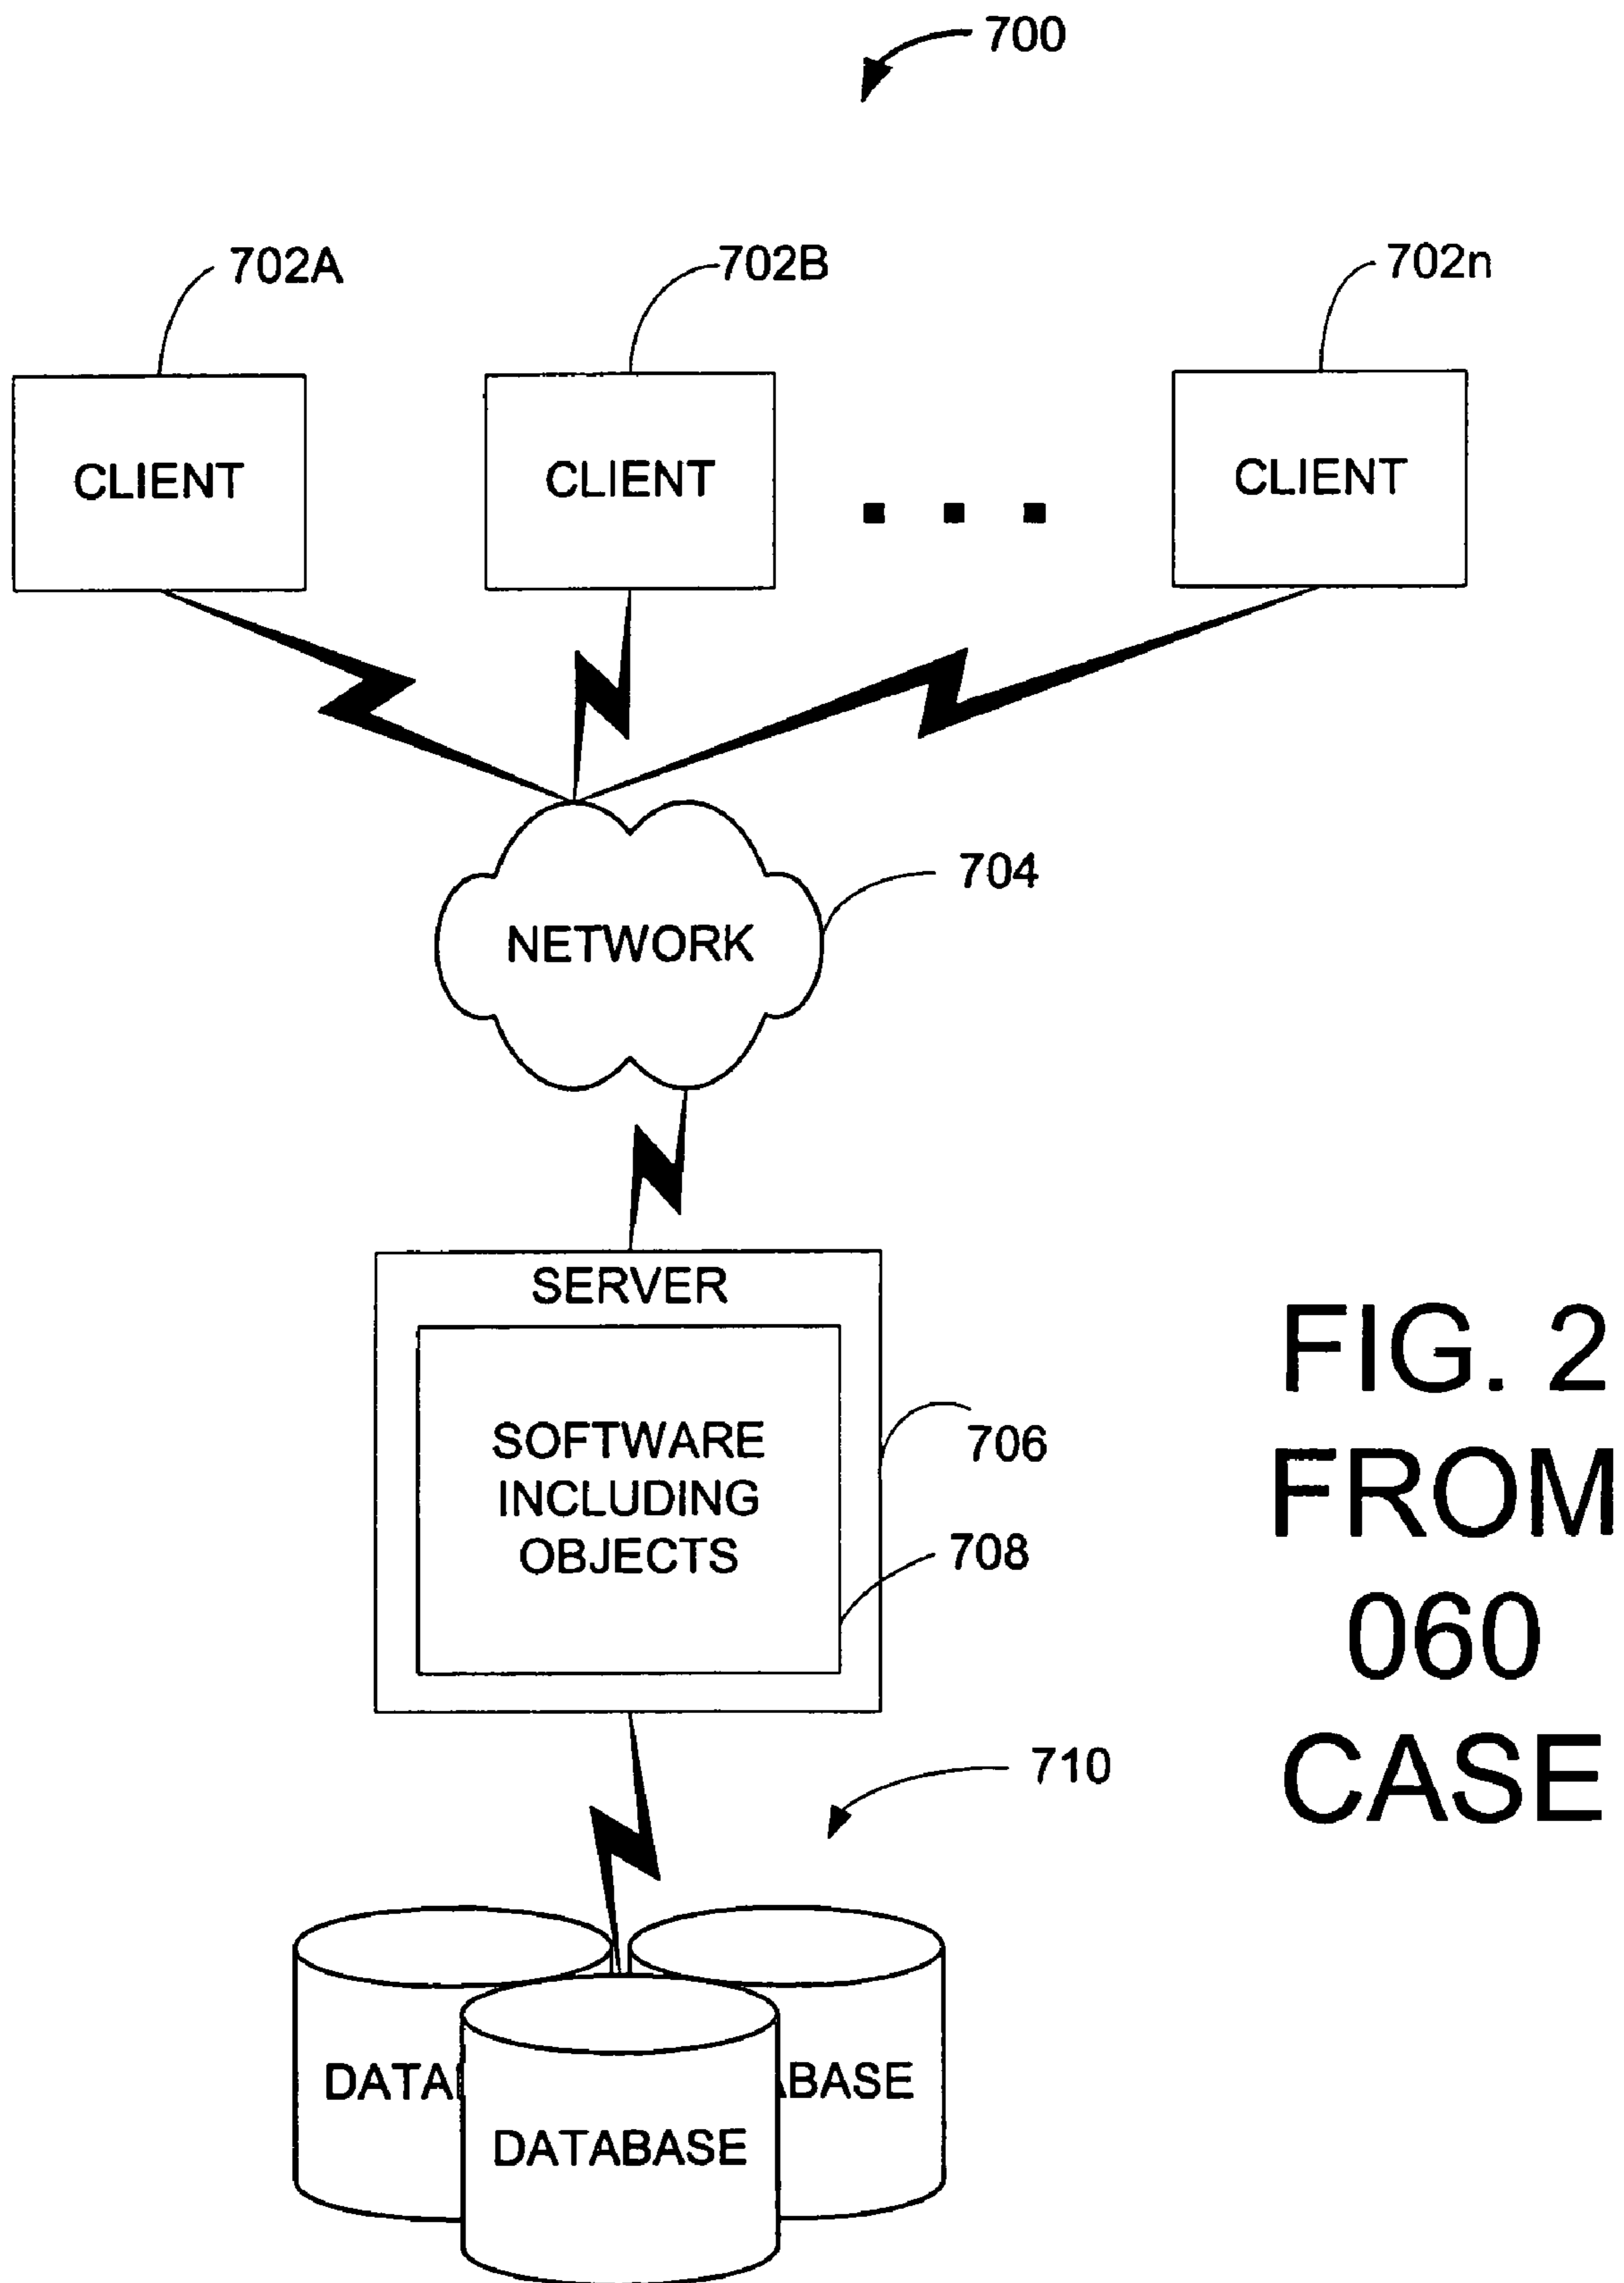 700
702A
702B
702n
CLIENT
CLIENT
CLIENT
704
NETWORK
SERVER
SOFTWARE
INCLUDING
OBJECTS
706
708
FIG. 2
FROM
060
CASE
710
DATA
ABASE
DATABASE